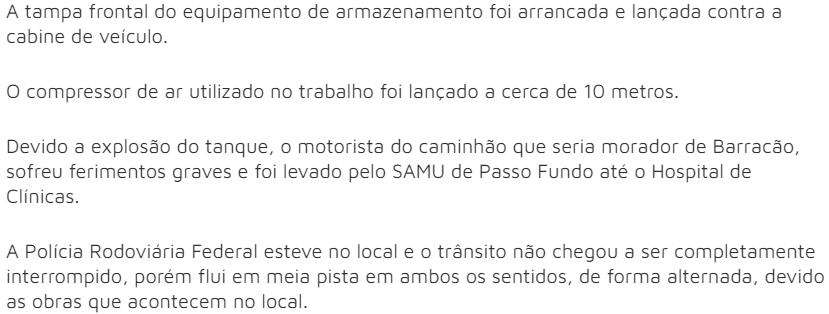 A tampa frontal do equipamento de armazenamento foi arrancada e lançada contra a
cabine de veículo.
O compressor de ar utilizado no trabalho foi lançado a cerca de 10 metros.
Devido a explosão do tanque, o motorista do caminhão que seria morador de Barracão,
sofreu ferimentos graves e foi levado pelo SAMU de Passo Fundo até o Hospital de
Clínicas.
A Polícia Rodoviária Federal esteve no local e o trânsito não chegou a ser completamente
interrompido, porém flui em meia pista em ambos os sentidos, de forma alternada, devido
as obras que acontecem no local.